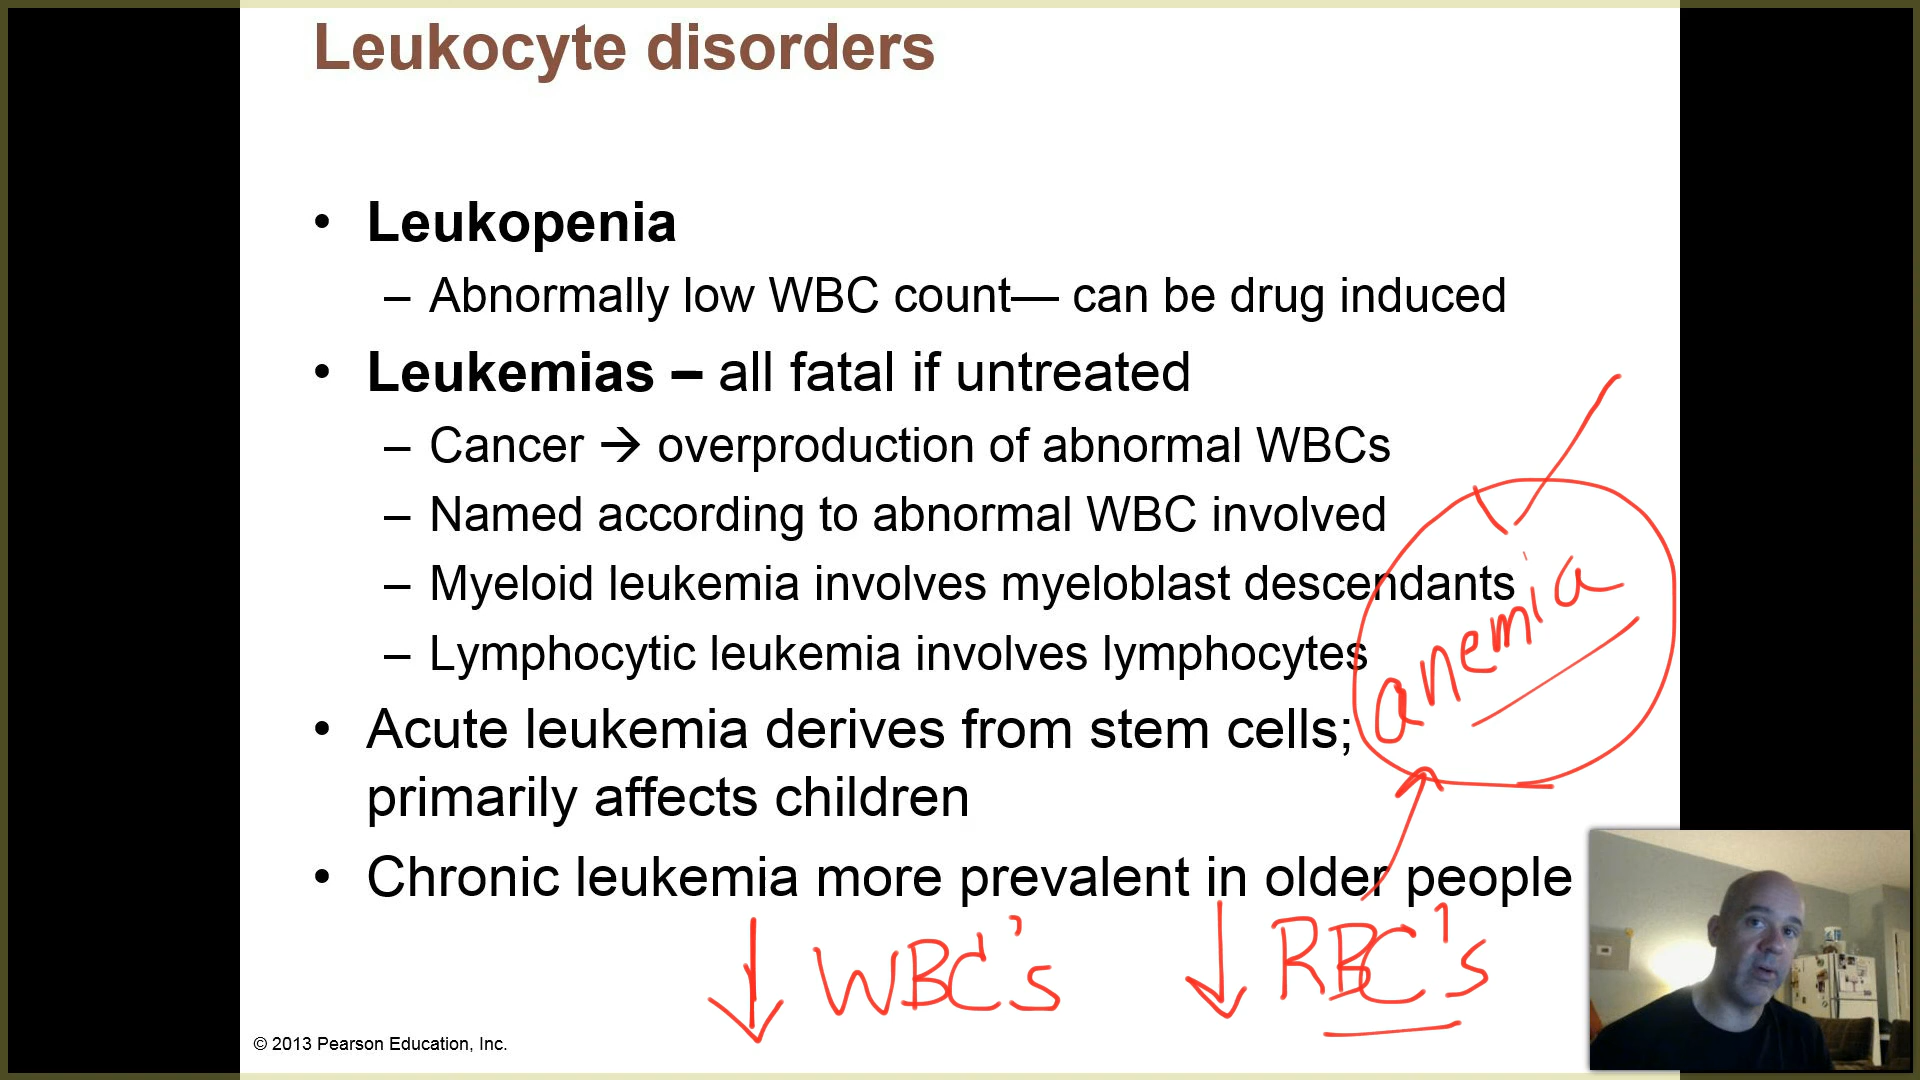 Leukocyte disorders
• Leukopenia
– Abnormally low WBC count— can be drug induced
• Leukemias – all fatal if untreated
– Cancer → overproduction of abnormal WBCs
– Named according to abnormal WBC involved
– Myeloid leukemia involves myeloblast descendants
– Lymphocytic leukemia involves lymphocytes
anemia
• Acute leukemia derives from stem cells;
primarily affects children
• Chronic leukemia more prevalent in older people
↓ WBC's ↓ RBC's
© 2013 Pearson Education, Inc.